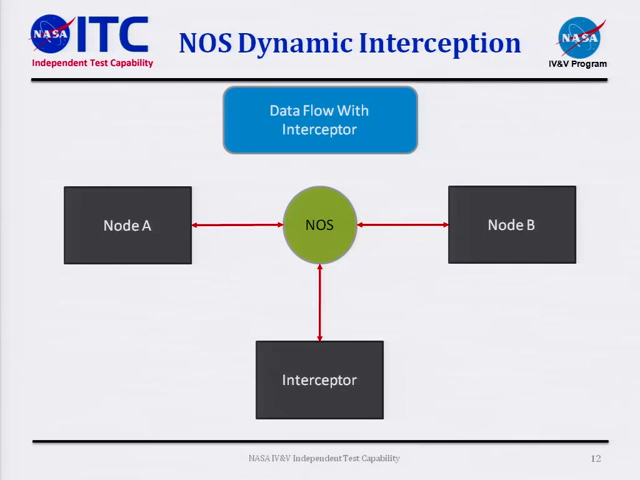 NASA ITC
Independent Test Capability
NOS Dynamic Interception
NASA
IV&V Program
Data Flow With
Interceptor
Node A
NOS
Node B
Interceptor
NASA IV&V Independent Test Capability
12